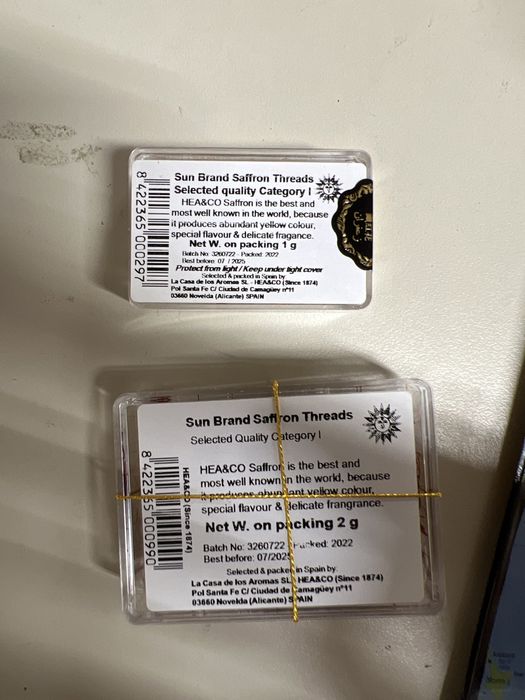 Sun Brand Saffron Threads
Selected quality Category I
HEA&CO Saffron is the best and
most well known in the world, because
it produces abundant yellow colour,
special flavour & delicate fragance.
Net W. on packing 1 g
Batch No: 3260722 - Packed: 2022
Best before: 07 / 2025
Protect from light / Keep under tight cover
Selected & packed in Spain by
La Casa de los Aromas SL - HEA&CO (Since 1874)
Pol Santa Fe C/ Ciudad de Camagüey nº11
03660 Novelda (Alicante) SPAIN
8 422365 000297
Sun Brand Saffron Threads
Selected Quality Category I
HEA&CO Saffron is the best and
most well known in the world, because
it produces abundant yellow colour,
special flavour & delicate frangrance.
Net W. on packing 2 g
Batch No: 3260722 - Packed: 2022
Best before: 07/2025
Selected & packed in Spain by:
La Casa de los Aromas SL. HEA&CO (Since 1874)
Pol Santa Fe C/ Ciudad de Camagüey nº11
03660 Novelda (Alicante) SPAIN
8 422365 000990
HEA&CO (Since 1874)